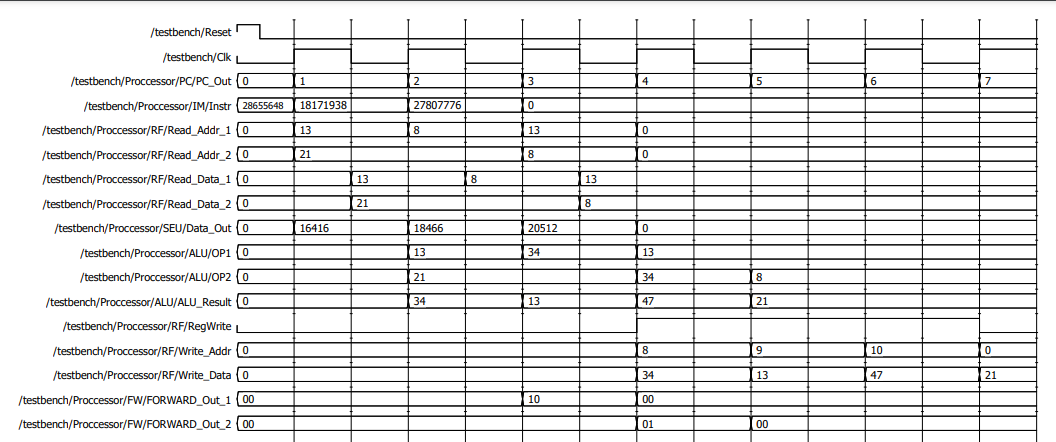 /testbench/Reset
/testbench/Clk
/testbench/Proccessor/PC/PC_Out 0 1 2 3 4 5 6 7
/testbench/Proccessor/IM/Instr 28655648 18171938 27807776 0
/testbench/Proccessor/RF/Read_Addr_1 0 13 8 13 0
/testbench/Proccessor/RF/Read_Addr_2 0 21 8 0
/testbench/Proccessor/RF/Read_Data_1 0 13 8 13
/testbench/Proccessor/RF/Read_Data_2 0 21 8
/testbench/Proccessor/SEU/Data_Out 0 16416 18466 20512 0
/testbench/Proccessor/ALU/OP1 0 13 34 13
/testbench/Proccessor/ALU/OP2 0 21 34 8
/testbench/Proccessor/ALU/ALU_Result 0 34 13 47 21
/testbench/Proccessor/RF/RegWrite
/testbench/Proccessor/RF/Write_Addr 0 8 9 10 0
/testbench/Proccessor/RF/Write_Data 0 34 13 47 21
/testbench/Proccessor/FW/FORWARD_Out_1 00 10 00
/testbench/Proccessor/FW/FORWARD_Out_2 00 01 00